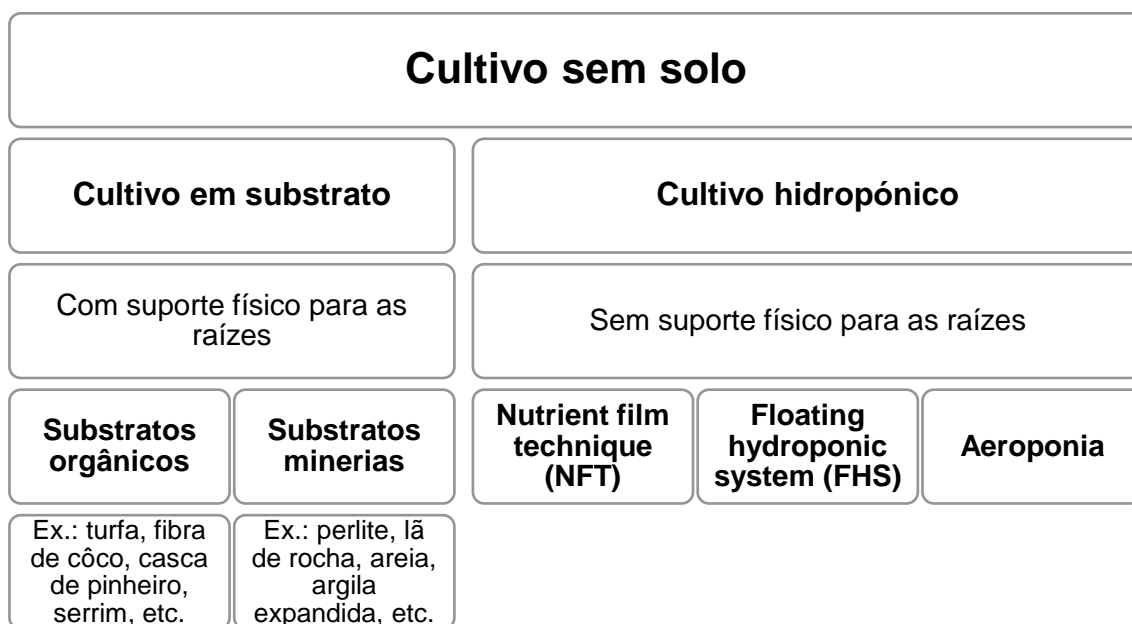 Cultivo sem solo
Cultivo em substrato
Cultivo hidropónico
Com suporte físico para as
raízes
Sem suporte físico para as raízes
Substratos
orgânicos
Substratos
minerias
Nutrient film
technique
(NFT)
Floating
hydroponic
system (FHS)
Aeroponia
Ex.: turfa, fibra
de côco, casca
de pinheiro,
serrim, etc.
Ex.: perlite, lã
de rocha, areia,
argila
expandida, etc.